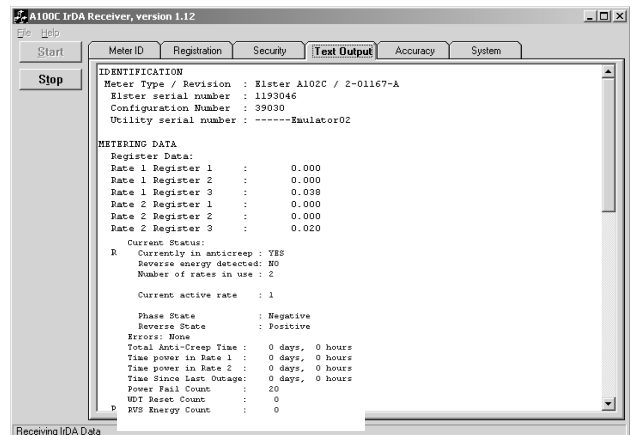 A100C IrDA Receiver, version 1.12
File Help
Start
Stop
Meter ID Registration Security Text Output Accuracy System
IDENTIFICATION
Meter Type / Revision : Elster A102C / 2-01167-A
Elster serial number : 1193046
Configuration Number : 39030
Utility serial number : ------Emulator02
METERING DATA
Register Data:
Rate 1 Register 1 : 0.000
Rate 1 Register 2 : 0.000
Rate 1 Register 3 : 0.038
Rate 2 Register 1 : 0.000
Rate 2 Register 2 : 0.000
Rate 2 Register 3 : 0.020
Current Status:
R Currently in anticreep : YES
Reverse energy detected: NO
Number of rates in use : 2
Current active rate : 1
Phase State : Negative
Reverse State : Positive
Errors: None
Total Anti-Creep Time : 0 days, 0 hours
Time power in Rate 1 : 0 days, 0 hours
Time power in Rate 2 : 0 days, 0 hours
Time Since Last Outage: 0 days, 0 hours
Power Fail Count : 20
WDT Reset Count : 0
RVS Energy Count : 0
Receiving IrDA Data